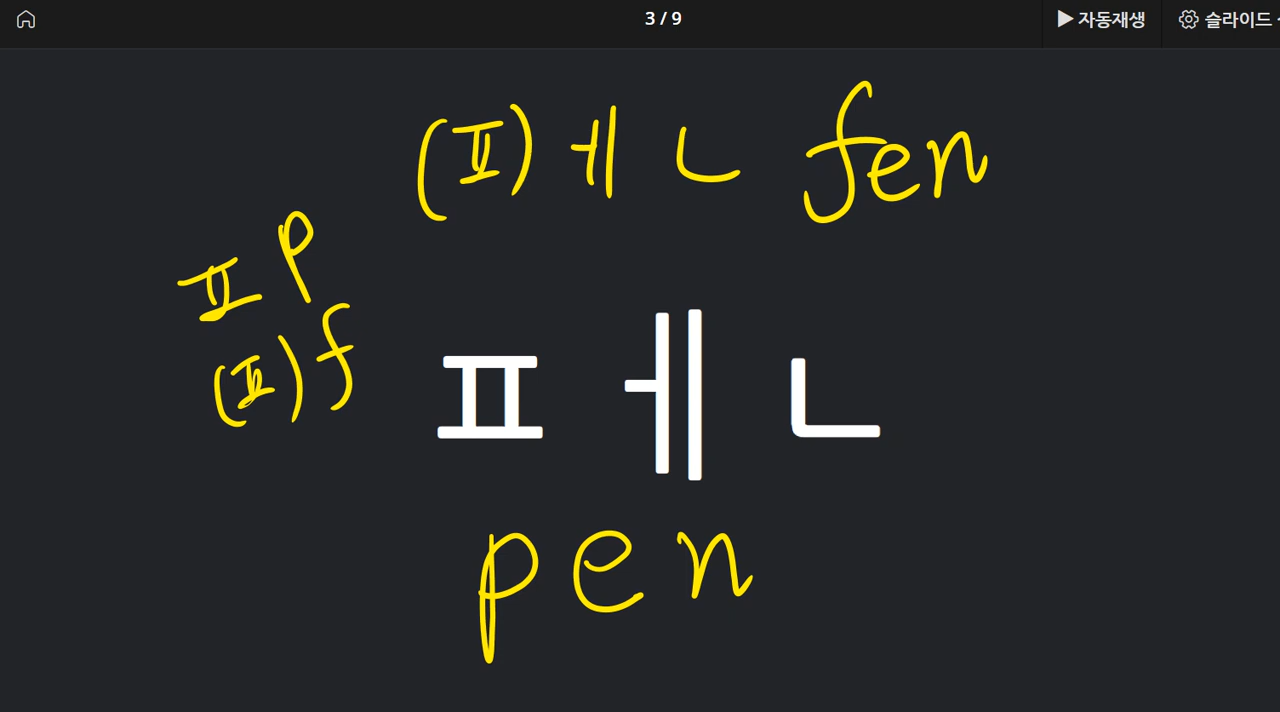 3 / 9
▶ 자동재생
슬라이드
(ㅍ) ㅔ ㄴ fen
ㅍ p
(ㅍ) f
ㅍ ㅔ ㄴ
pen